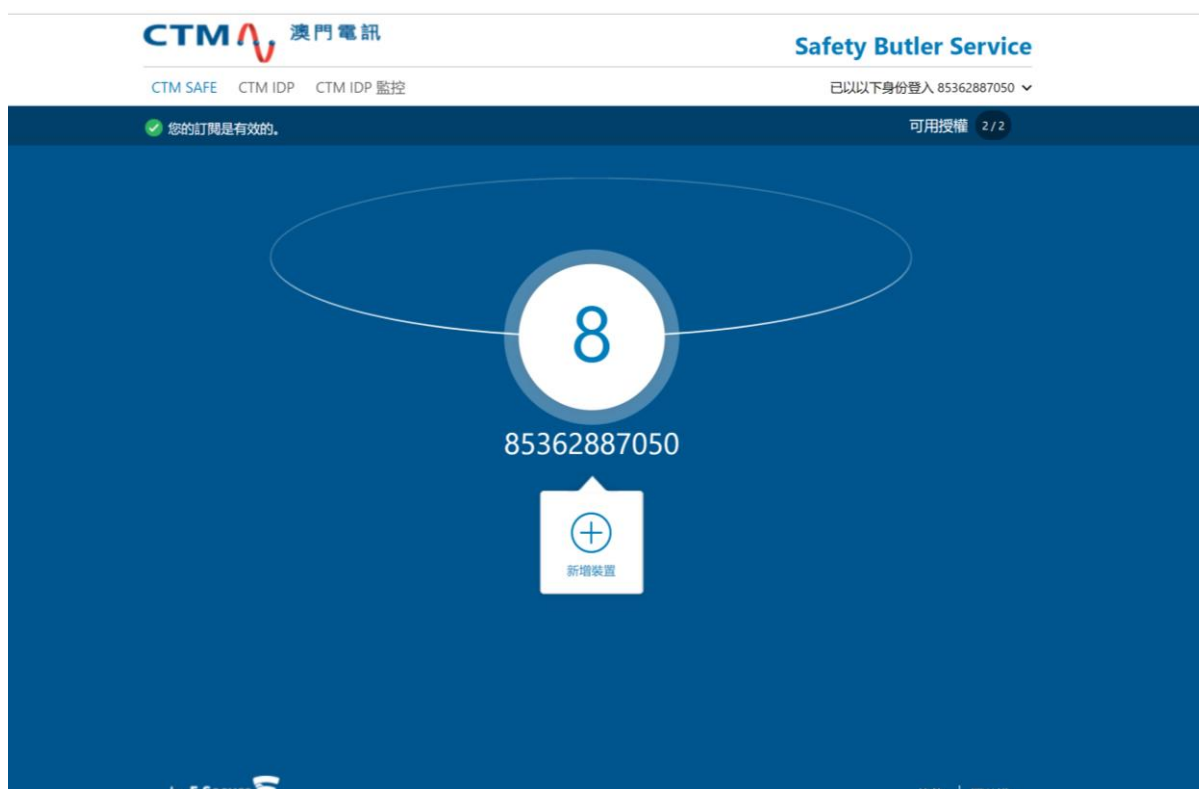 CTM 澳門電訊
Safety Butler Service
CTM SAFE CTM IDP CTM IDP 監控
已以以下身份登入 85362887050
您的訂閱是有效的。
可用授權 2/2
8
85362887050
新增裝置